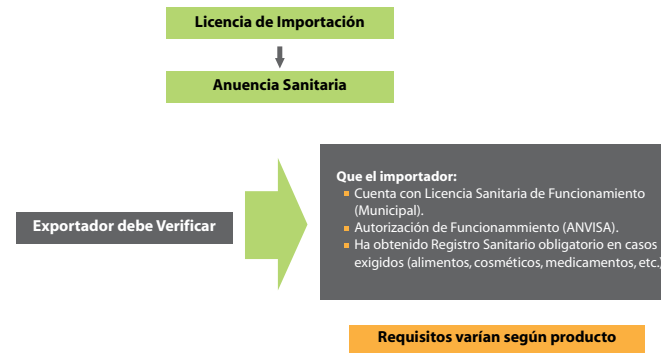 Licencia de Importación
Anuencia Sanitaria
Exportador debe Verificar
Que el importador:
Cuenta con Licencia Sanitaria de Funcionamiento
(Municipal).
Autorización de Funcionammiento (ANVISA).
Ha obtenido Registro Sanitario obligatorio en casos
exigidos (alimentos, cosméticos, medicamentos, etc.)
Requisitos varían según producto